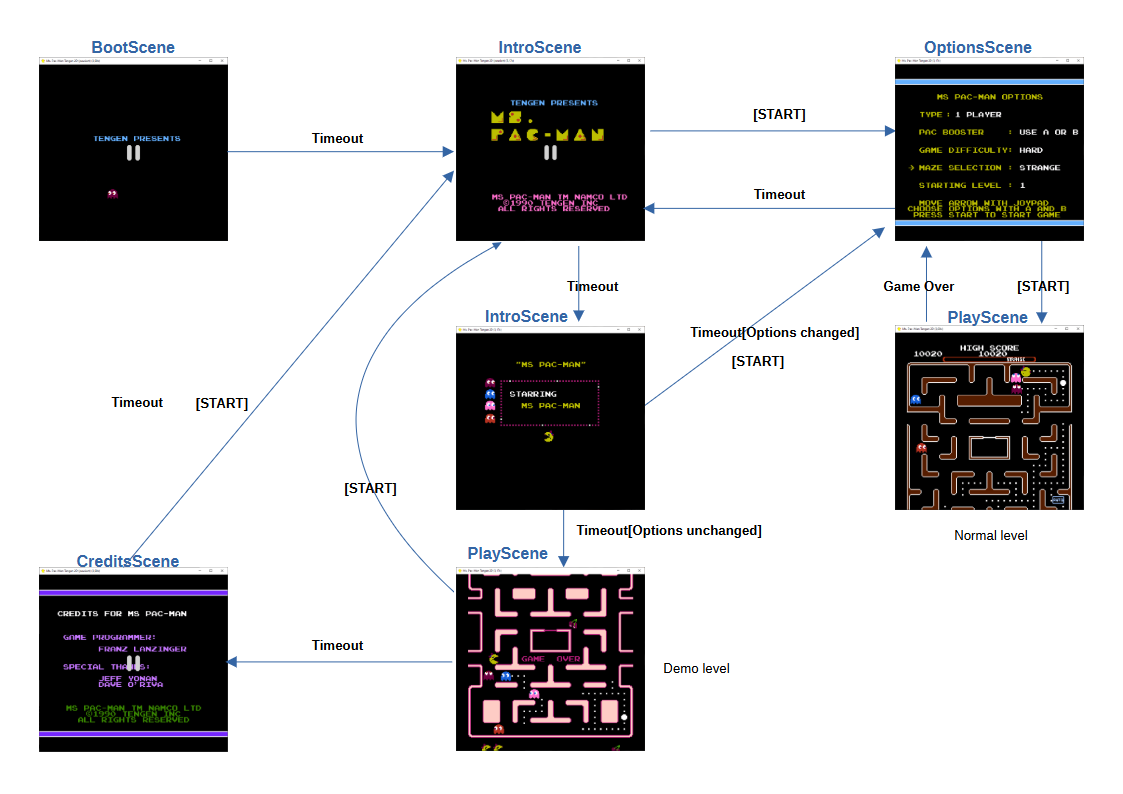 BootScene
TENGEN PRESENTS
Timeout
IntroScene
TENGEN PRESENTS
MS.
PAC-MAN
MS PAC-MAN TM NAMCO LTD
©1990 TENGEN INC
ALL RIGHTS RESERVED
[START]
Timeout
OptionsScene
MS PAC-MAN OPTIONS
TYPE : 1 PLAYER
PAC BOOSTER : USE A OR B
GAME DIFFICULTY: HARD
MAZE SELECTION : STRANGE
STARTING LEVEL : 1
MOVE ARROW WITH JOYPAD
CHOOSE OPTIONS WITH A AND B
PRESS START TO START GAME
Timeout
Game Over
[START]
IntroScene
"MS PAC-MAN"
STARRING
MS PAC-MAN
Timeout[Options changed]
[START]
PlayScene
HIGH SCORE
10020 10020
STRANGE
Normal level
Timeout
[START]
[START]
Timeout[Options unchanged]
CreditsScene
CREDITS FOR MS PAC-MAN
GAME PROGRAMMER:
FRANZ LANZINGER
SPECIAL THANKS:
JEFF YONAN
DAVE O'RIVA
MS PAC-MAN TM NAMCO LTD
©1990 TENGEN INC
ALL RIGHTS RESERVED
Timeout
PlayScene
GAME OVER
Demo level